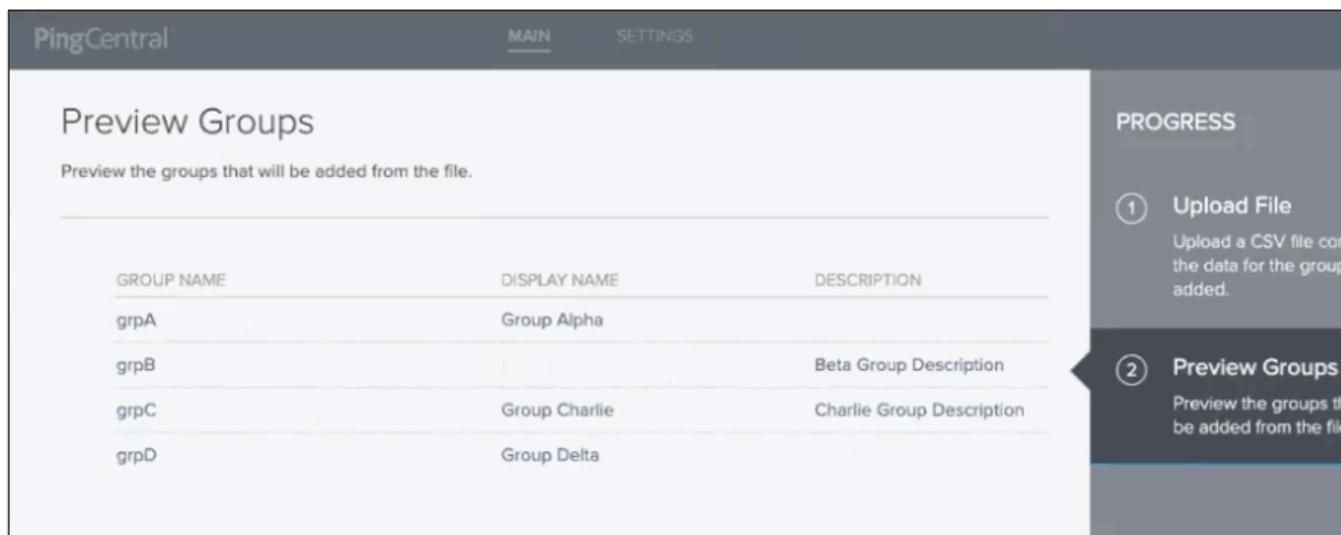 PingCentral MAIN SETTINGS
Preview Groups
Preview the groups that will be added from the file.
GROUP NAME DISPLAY NAME DESCRIPTION
grpA Group Alpha
grpB Beta Group Description
grpC Group Charlie Charlie Group Description
grpD Group Delta
PROGRESS
1 Upload File
Upload a CSV file
the data for the
added.
2 Preview Groups
Preview the groups
be added from the